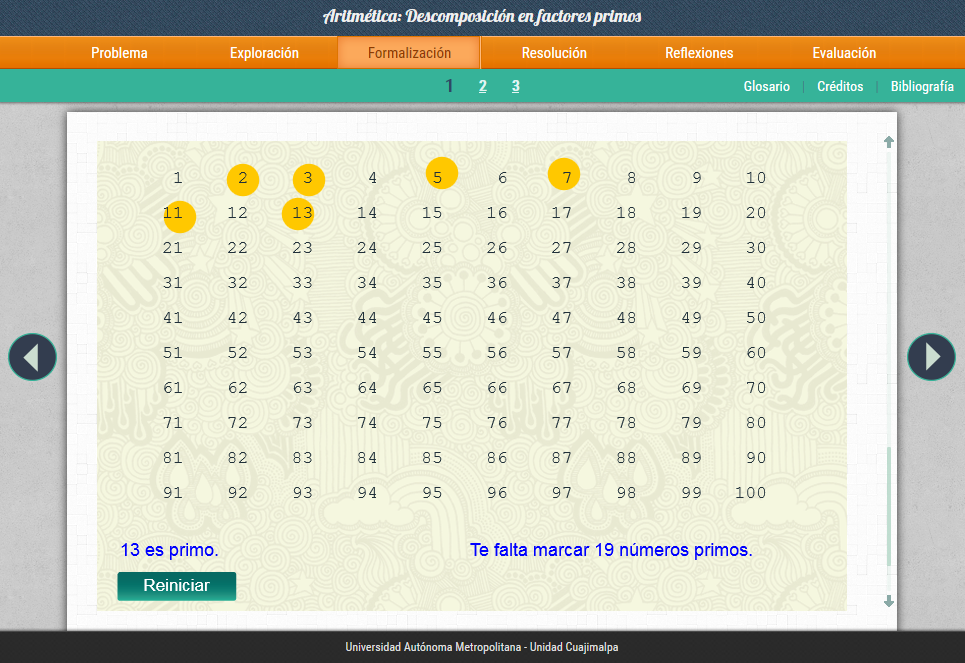 Aritmética: Descomposición en factores primos
Problema Exploración Formalización Resolución Reflexiones Evaluación
1 2 3 Glosario | Créditos | Bibliografía
1 2 3 4 5 6 7 8 9 10
11 12 13 14 15 16 17 18 19 20
21 22 23 24 25 26 27 28 29 30
31 32 33 34 35 36 37 38 39 40
41 42 43 44 45 46 47 48 49 50
51 52 53 54 55 56 57 58 59 60
61 62 63 64 65 66 67 68 69 70
71 72 73 74 75 76 77 78 79 80
81 82 83 84 85 86 87 88 89 90
91 92 93 94 95 96 97 98 99 100
13 es primo. Te falta marcar 19 números primos.
Reiniciar
Universidad Autónoma Metropolitana - Unidad Cuajimalpa